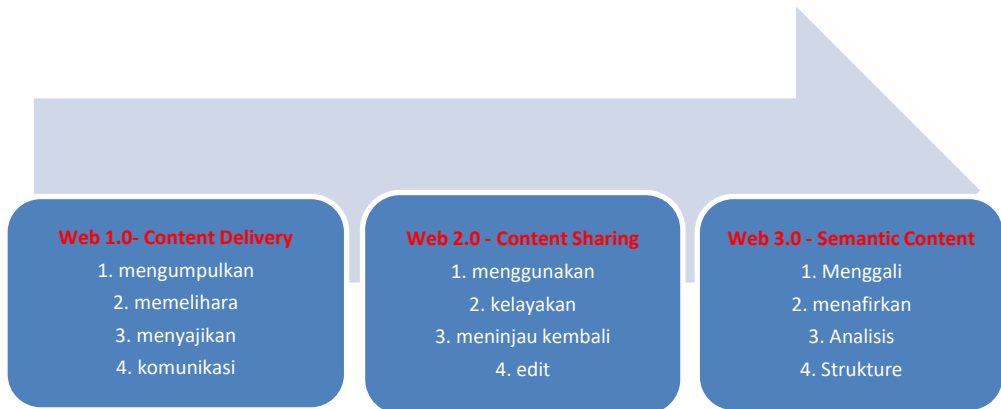 Web 1.0- Content Delivery
1. mengumpulkan
2. memelihara
3. menyajikan
4. komunikasi
Web 2.0 - Content Sharing
1. menggunakan
2. kelayakan
3. meninjau kembali
4. edit
Web 3.0 - Semantic Content
1. Menggali
2. menafirkan
3. Analisis
4. Strukture